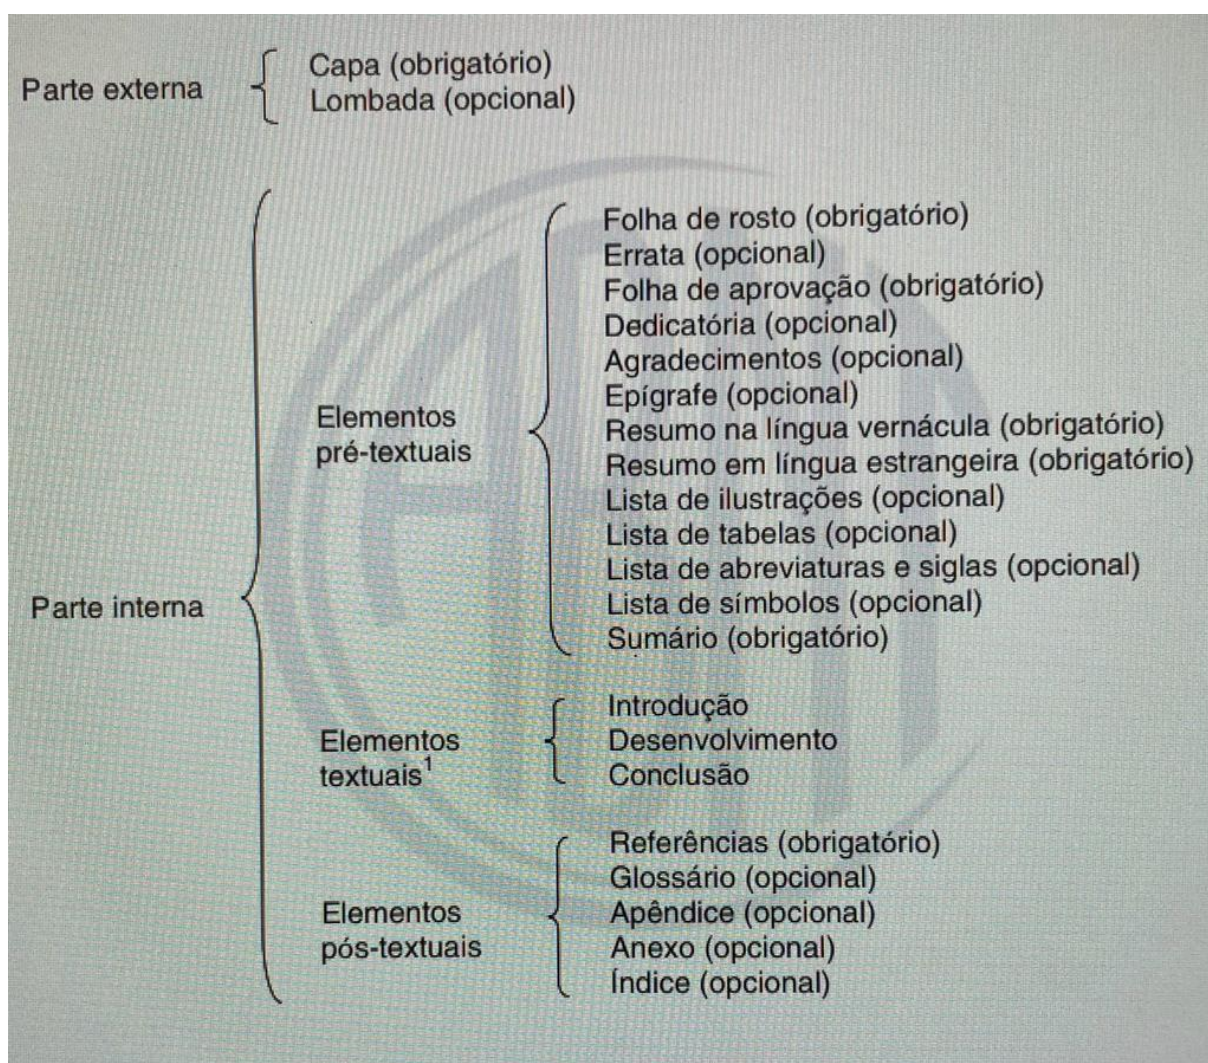 Parte externa
Capa (obrigatório)
Lombada (opcional)
Parte interna
Elementos
pré-textuais
Folha de rosto (obrigatório)
Errata (opcional)
Folha de aprovação (obrigatório)
Dedicatória (opcional)
Agradecimentos (opcional)
Epígrafe (opcional)
Resumo na língua vernácula (obrigatório)
Resumo em língua estrangeira (obrigatório)
Lista de ilustrações (opcional)
Lista de tabelas (opcional)
Lista de abreviaturas e siglas (opcional)
Lista de símbolos (opcional)
Sumário (obrigatório)
Elementos
textuais¹
Introdução
Desenvolvimento
Conclusão
Elementos
pós-textuais
Referências (obrigatório)
Glossário (opcional)
Apêndice (opcional)
Anexo (opcional)
Índice (opcional)